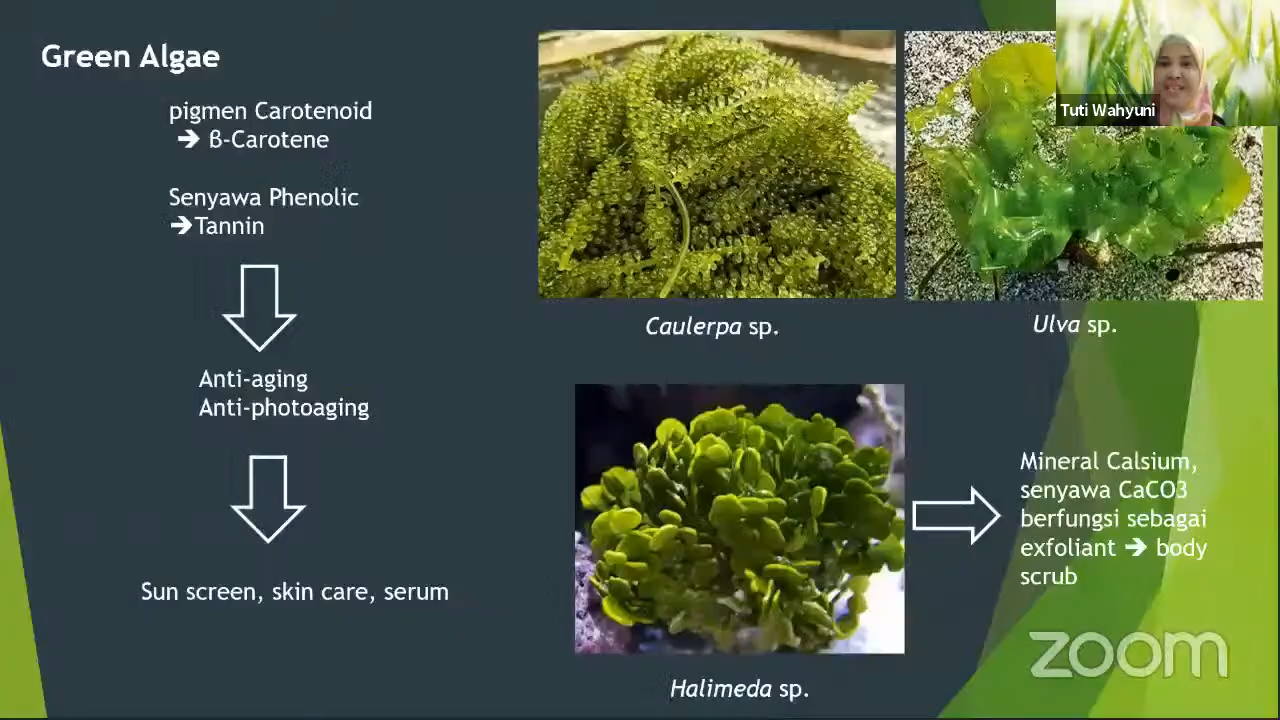 Green Algae
pigmen Carotenoid
➔ β-Carotene
Senyawa Phenolic
➔Tannin
Anti-aging
Anti-photoaging
Sun screen, skin care, serum
Caulerpa sp.
Ulva sp.
Halimeda sp.
Mineral Calsium,
senyawa CaCO3
berfungsi sebagai
exfoliant ➔ body
scrub
Tuti Wahyuni
zoom